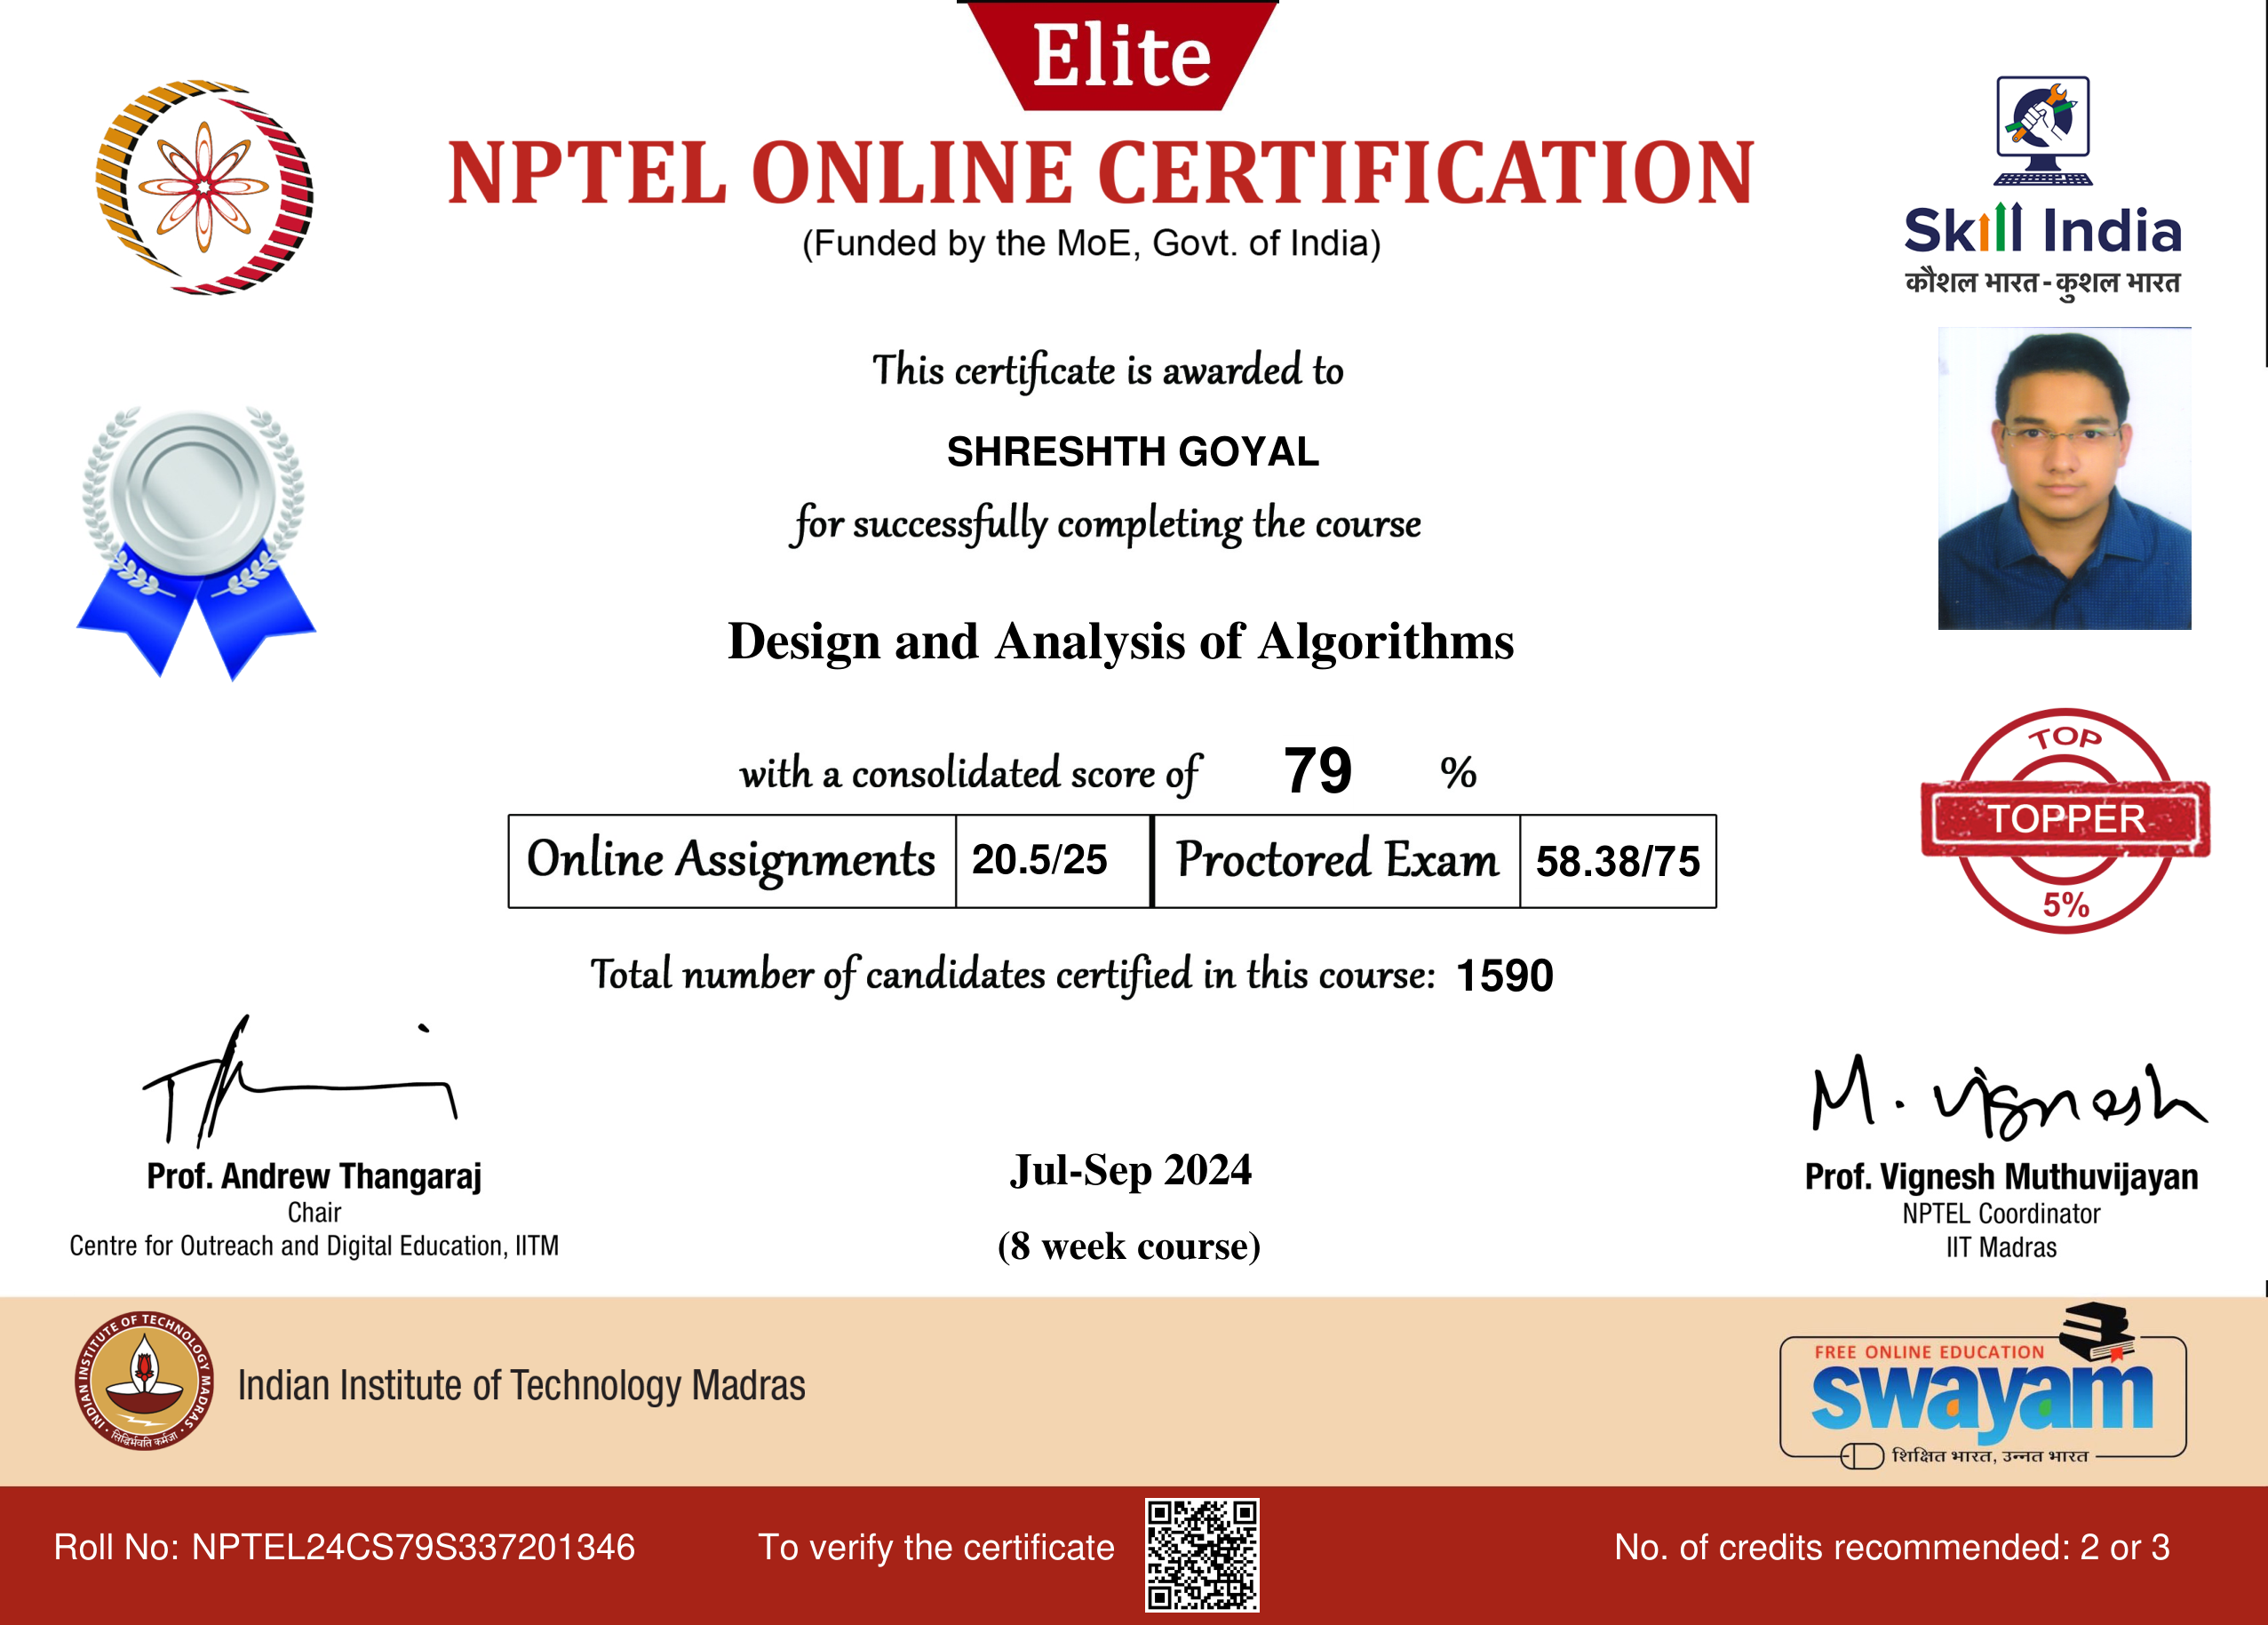 Elite
NPTEL ONLINE CERTIFICATION
(Funded by the MoE, Govt. of India)
Skill India
कौशल भारत - कुशल भारत
This certificate is awarded to
SHRESHTH GOYAL
for successfully completing the course
Design and Analysis of Algorithms
with a consolidated score of 79 %
Online Assignments 20.5/25 Proctored Exam 58.38/75
TOP
TOPPER
5%
Total number of candidates certified in this course: 1590
M. Vignesh
Prof. Andrew Thangaraj
Chair
Centre for Outreach and Digital Education, IITM
Jul-Sep 2024
(8 week course)
Prof. Vignesh Muthuvijayan
NPTEL Coordinator
IIT Madras
INDIAN INSTITUTE OF TECHNOLOGY MADRAS
सिद्धिर्भवति कर्मजा
Indian Institute of Technology Madras
FREE ONLINE EDUCATION
swayam
शिक्षित भारत, उन्नत भारत
Roll No: NPTEL24CS79S337201346
To verify the certificate
No. of credits recommended: 2 or 3